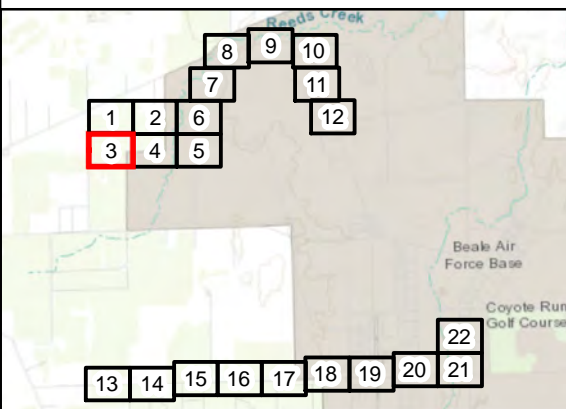 Reeds Creek
8 9 10
7 11
1 2 6 12
3 4 5
Beale Air
Force Base
Coyote Run
Golf Course
22
13 14 15 16 17 18 19 20 21